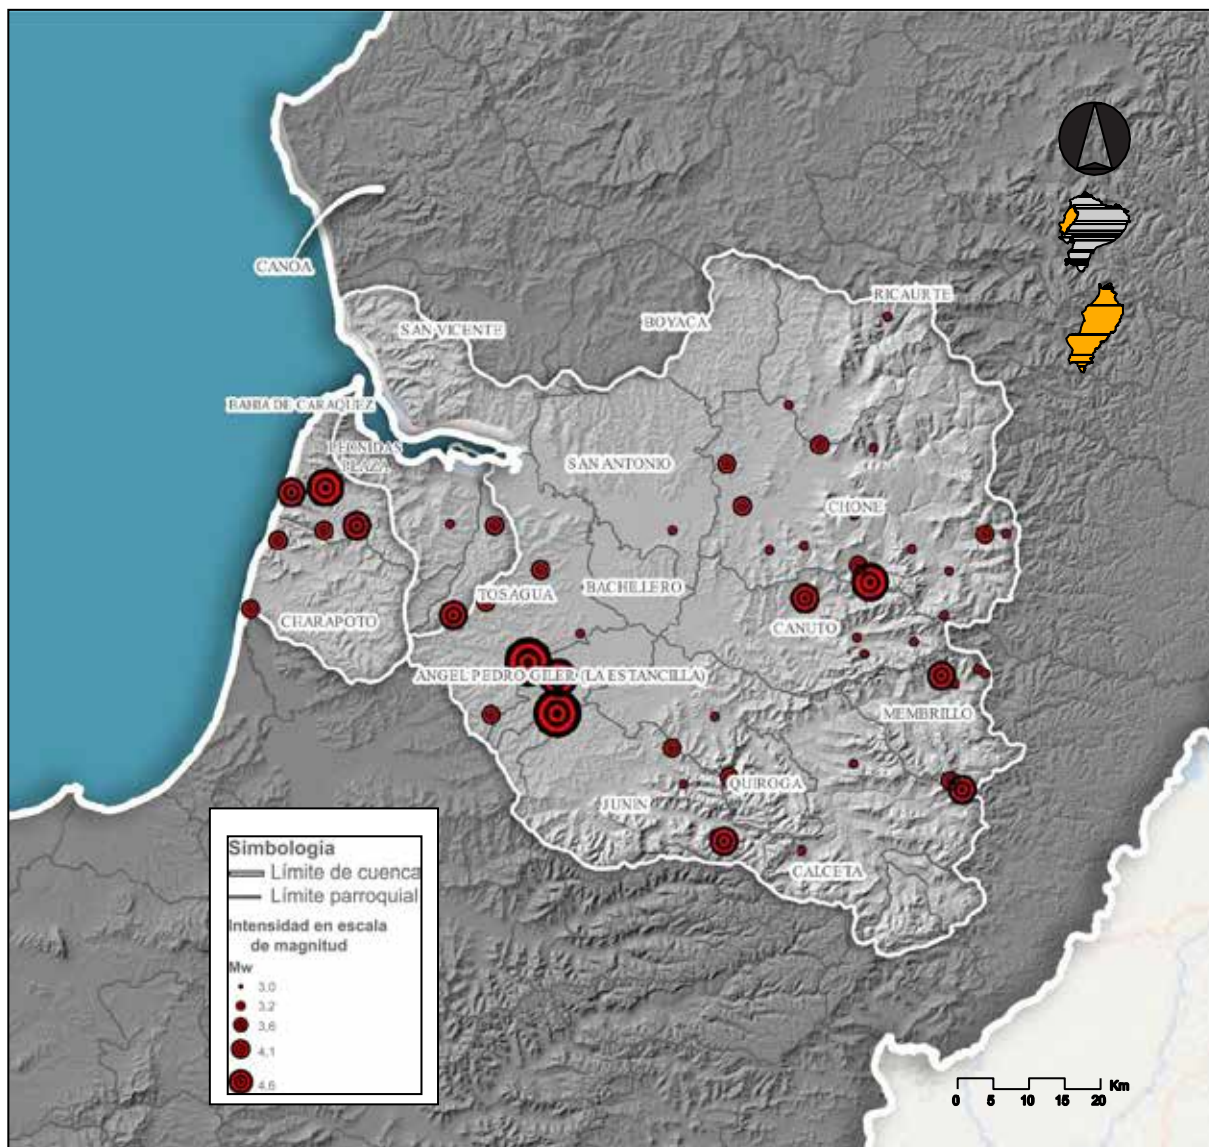 CANOA
RICAURTE
BOYACA
SAN VICENTE
BAHIA DE CARAQUEZ
LEONIDAS
PLAZA
SAN ANTONIO
CHONE
BACHILLERO
TOSAGUA
CHARAPOTO
CANUTO
ANGEL PEDRO GILER (LA ESTANCILLA)
MEMBRILLO
QUIROGA
JUNIN
CALCETA
Simbología
Límite de cuenca
Límite parroquial
Intensidad en escala
de magnitud
Mw
3,0
3,2
3,6
4,1
4,6
0 5 10 15 20 Km